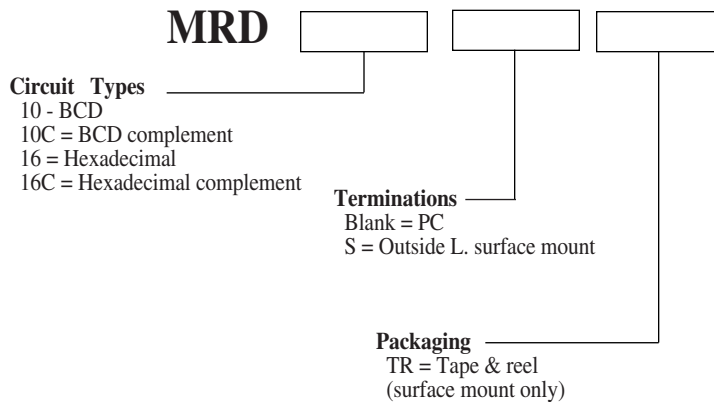 MRD
Circuit Types
10 - BCD
10C = BCD complement
16 = Hexadecimal
16C = Hexadecimal complement
Terminations
Blank = PC
S = Outside L. surface mount
Packaging
TR = Tape & reel
(surface mount only)